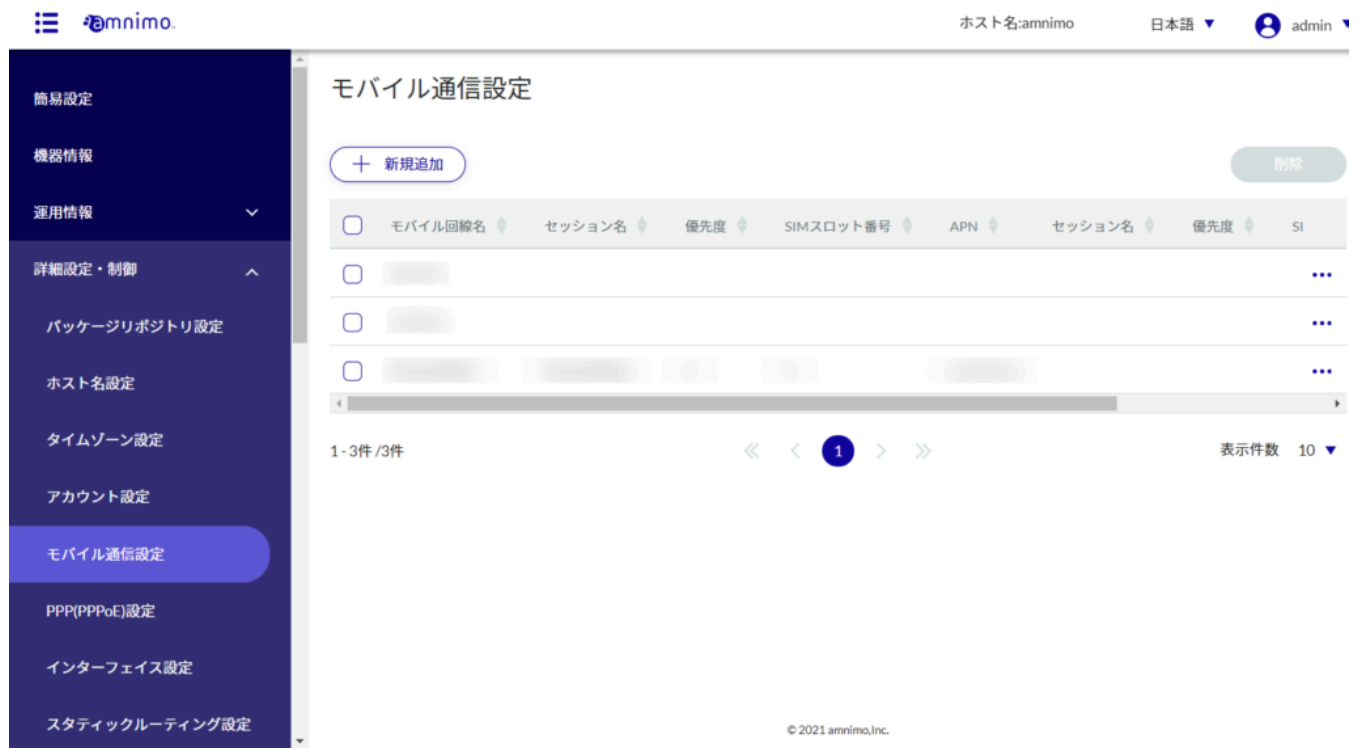 amnimo
ホスト名:amnimo
日本語
admin
簡易設定
機器情報
運用情報
詳細設定・制御
パッケージリポジトリ設定
ホスト名設定
タイムゾーン設定
アカウント設定
モバイル通信設定
PPP(PPPoE)設定
インターフェイス設定
スタティックルーティング設定
モバイル通信設定
新規追加
削除
モバイル回線名 セッション名 優先度 SIMスロット番号 APN セッション名 優先度 SI
1 - 3件 /3件
1
表示件数 10
© 2021 amnimo,Inc.